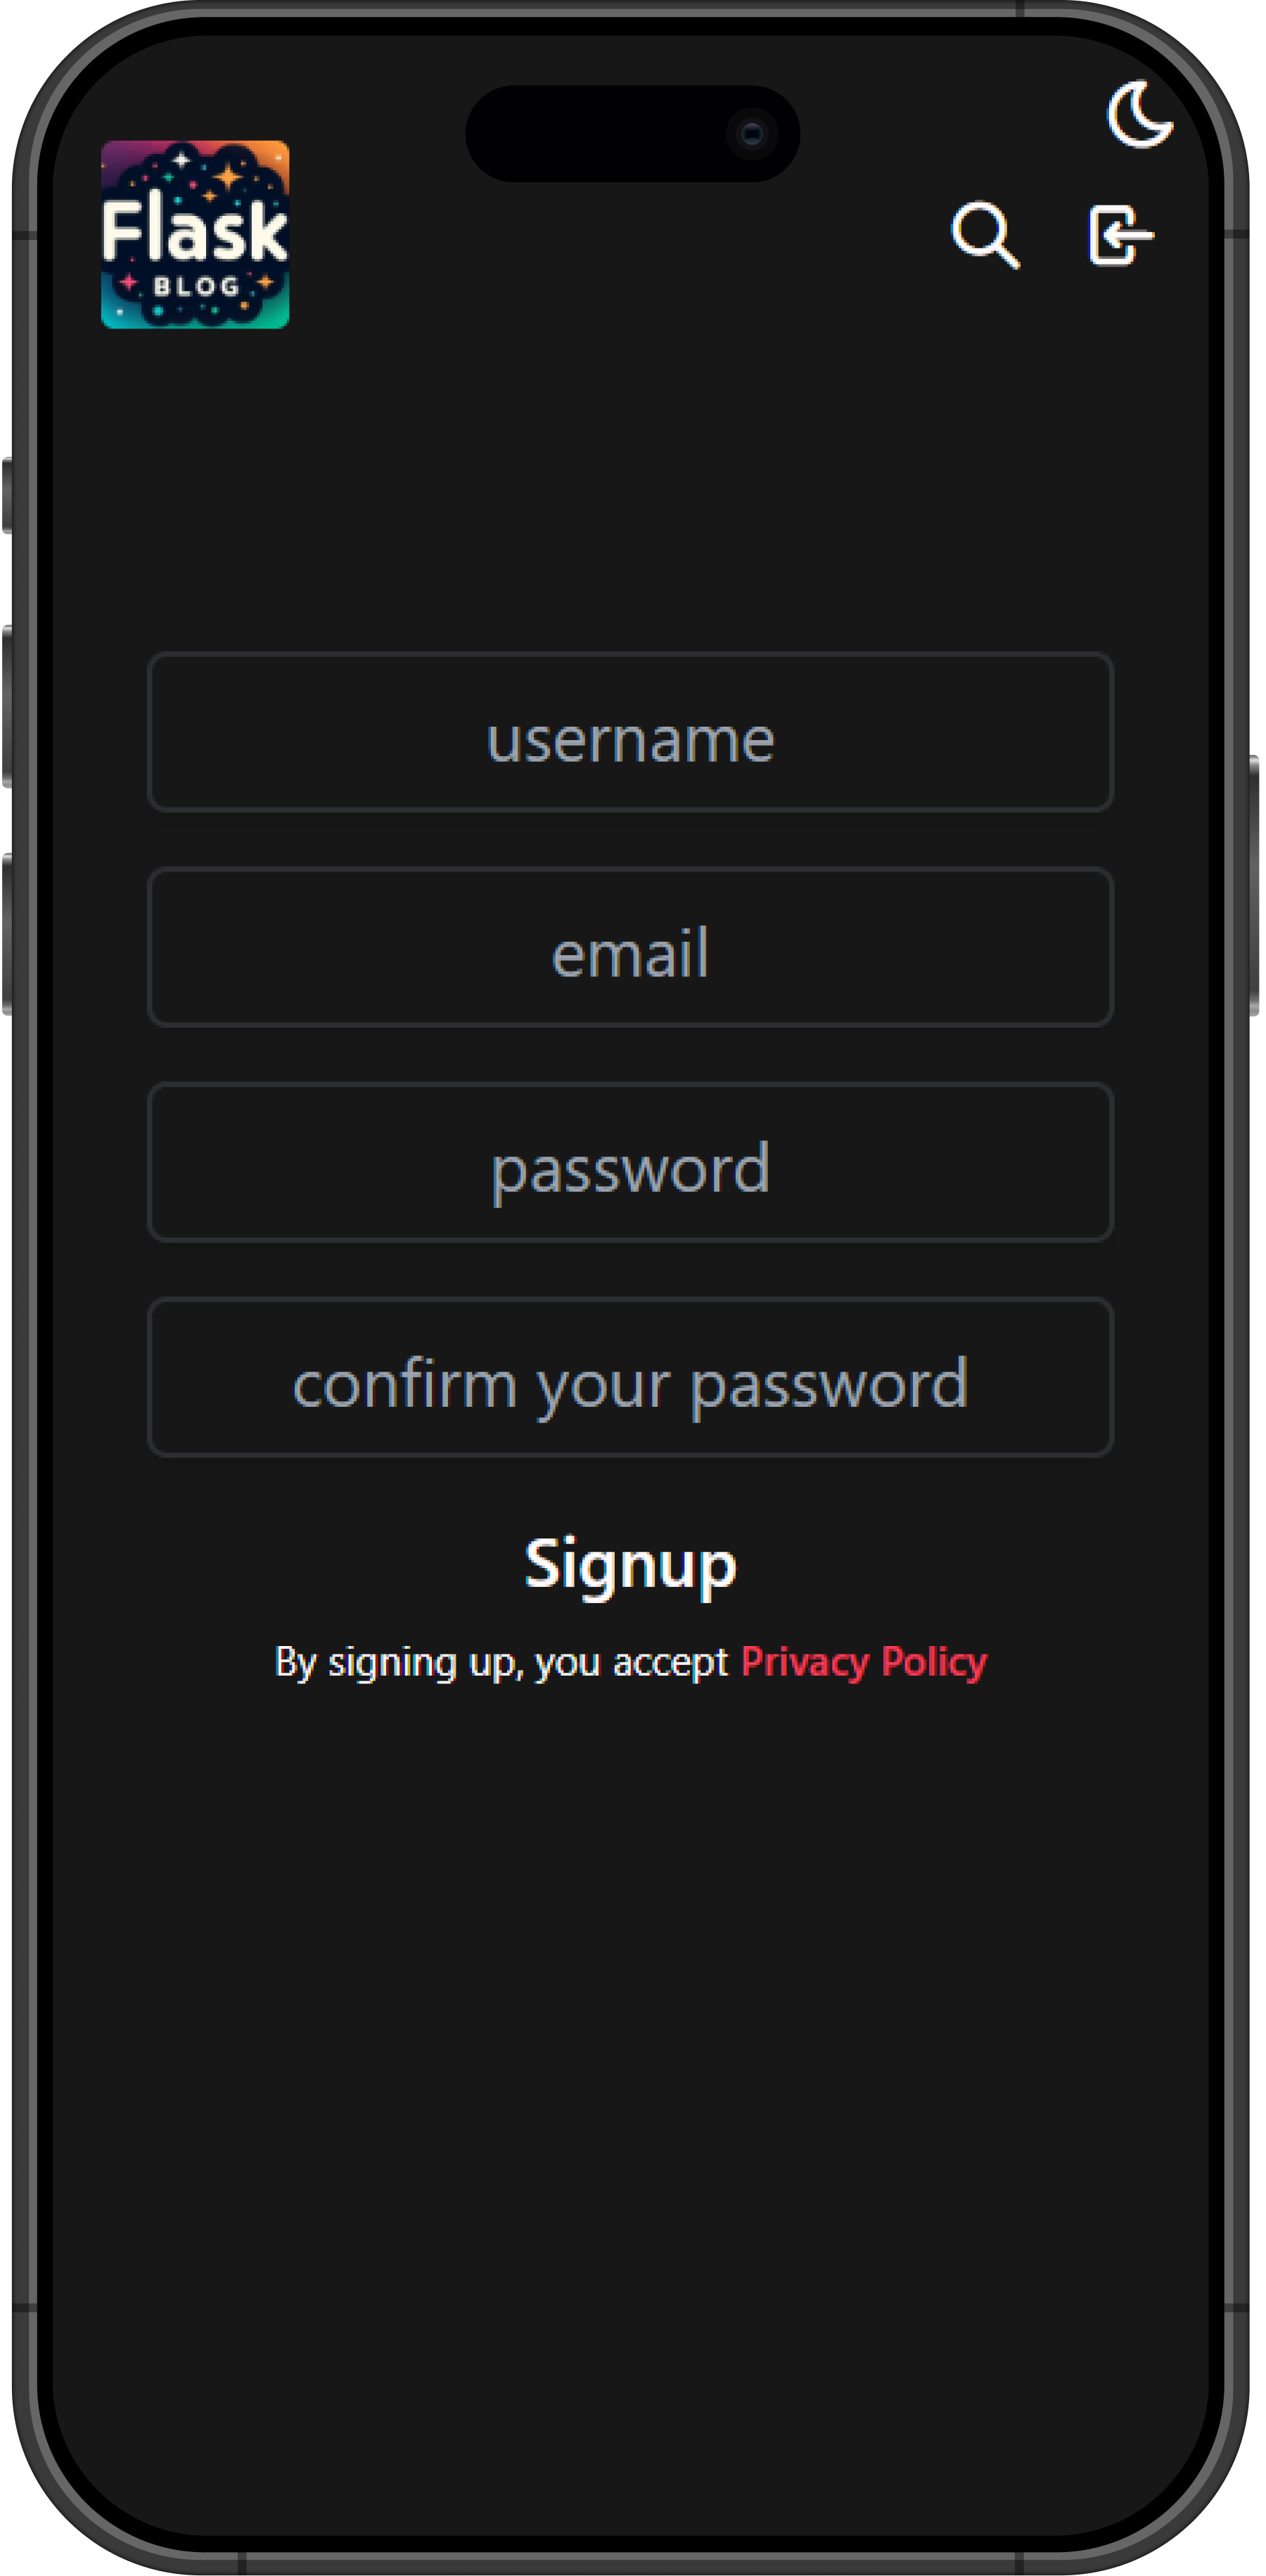 Flask
BLOG
username
email
password
confirm your password
Signup
By signing up, you accept Privacy Policy